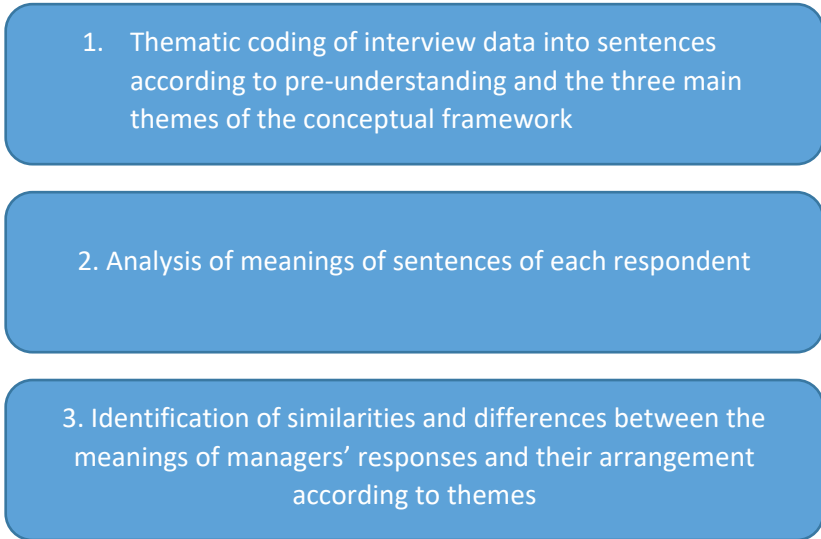 1. Thematic coding of interview data into sentences
according to pre-understanding and the three main
themes of the conceptual framework
2. Analysis of meanings of sentences of each respondent
3. Identification of similarities and differences between the
meanings of managers’ responses and their arrangement
according to themes